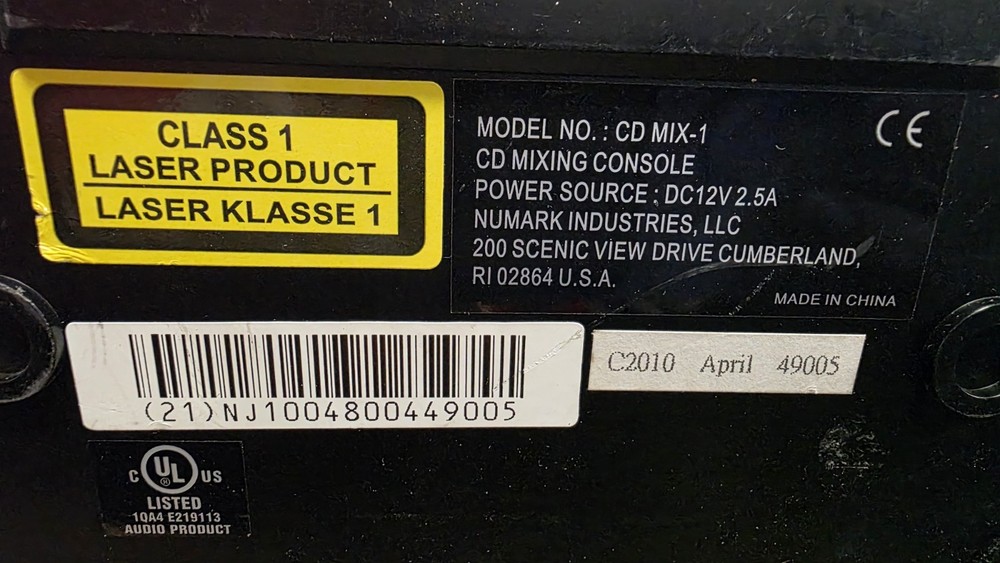 CLASS 1
LASER PRODUCT
LASER KLASSE 1
MODEL NO. : CD MIX-1
CD MIXING CONSOLE
POWER SOURCE : DC12V 2.5A
NUMARK INDUSTRIES, LLC
200 SCENIC VIEW DRIVE CUMBERLAND,
RI 02864 U.S.A.
CE
MADE IN CHINA
(21)NJ1004800449005
C2010 April 49005
C UL US
®
LISTED
1QA4 E219113
AUDIO PRODUCT